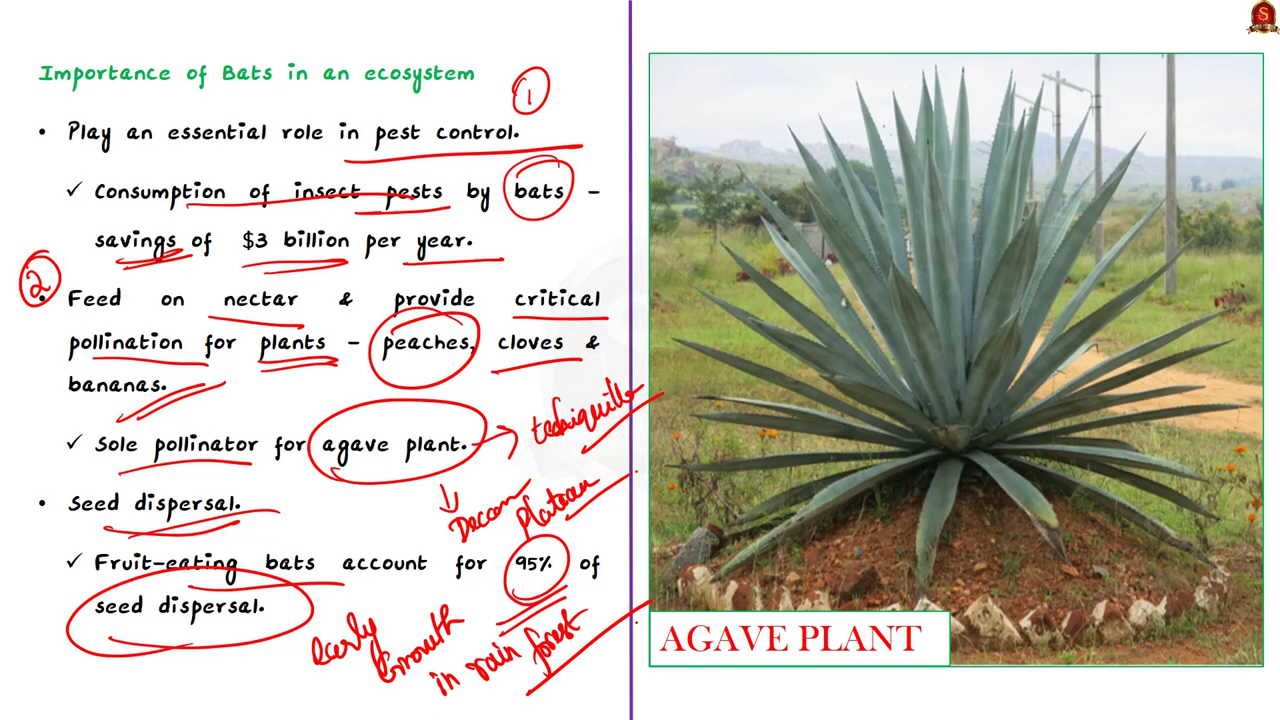 Importance of Bats in an ecosystem
1
• Play an essential role in pest control.
✓ Consumption of insect pests by bats –
savings of $3 billion per year.
2
• Feed on nectar & provide critical
pollination for plants – peaches, cloves &
bananas.
✓ Sole pollinator for agave plant.
Deccan
plateau
• Seed dispersal.
✓ Fruit-eating bats account for 95% of
seed dispersal.
Early
Growth
in rain forest
AGAVE PLANT
S